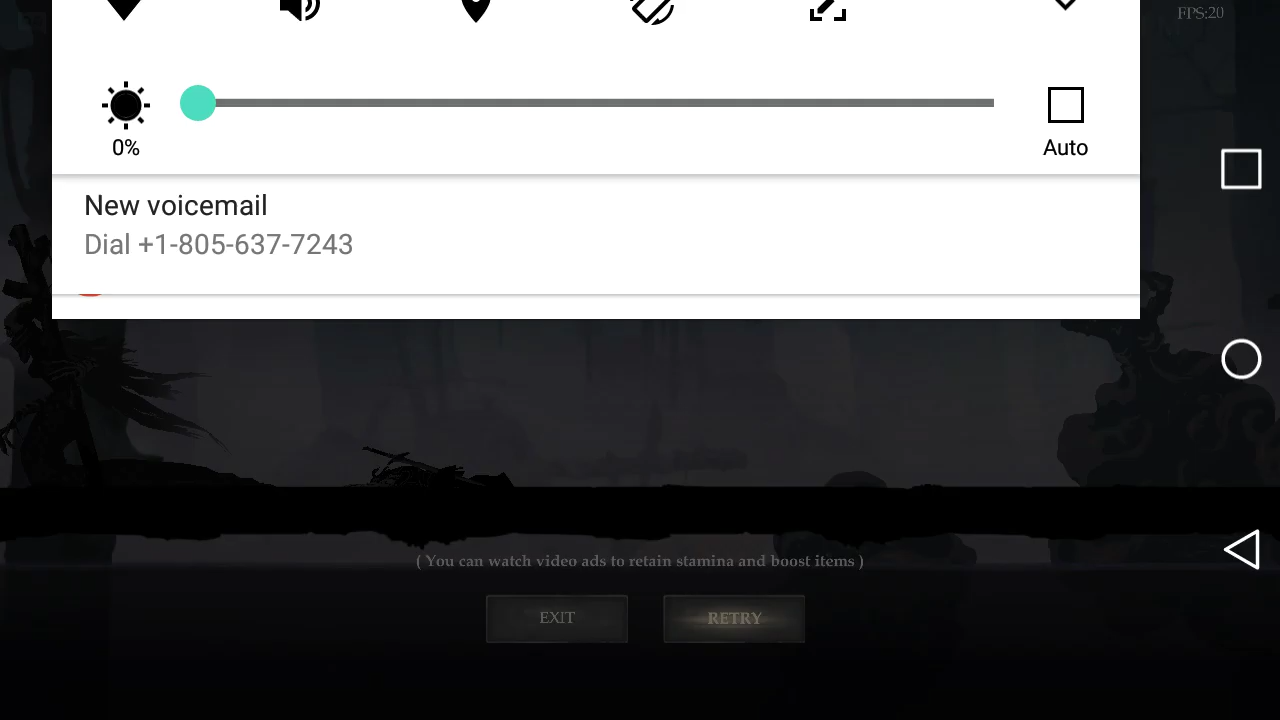 FPS:20
0%
Auto
New voicemail
Dial +1-805-637-7243
( You can watch video ads to retain stamina and boost items )
EXIT
RETRY